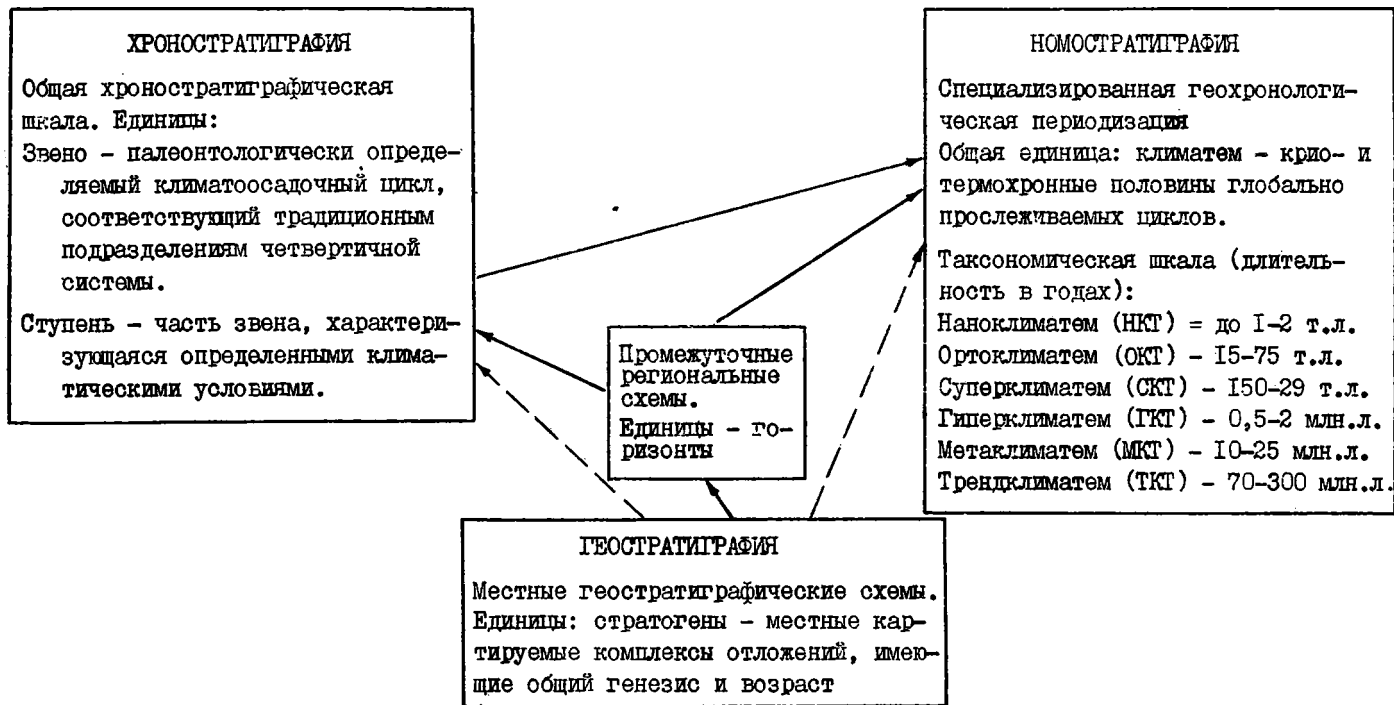 ХРОНОСТРАТИГРАФИЯ
Общая хроностратиграфическая
шкала. Единицы:
Звено – палеонтологически опреде-
ляемый климатоосадочный цикл,
соответствующий традиционным
подразделениям четвертичной
системы.
Ступень – часть звена, характери-
зующаяся определенными клима-
тическими условиями.
НОМОСТРАТИГРАФИЯ
Специализированная геохронологи-
ческая периодизация
Общая единица: климатем – крио- и
термохронные половины глобально
прослеживаемых циклов.
Таксономическая шкала (длитель-
ность в годах):
Наноклиматем (НКТ) = до I-2 т.л.
Ортоклиматем (ОКТ) – I5-75 т.л.
Суперклиматем (СКТ) – I50-29 т.л.
Гиперклиматем (ГКТ) – 0,5-2 млн.л.
Метаклиматем (МКТ) – I0-25 млн.л.
Трендклиматем (ТКТ) – 70-300 млн.л.
Промежуточные
региональные
схемы.
Единицы – го-
ризонты
ГЕОСТРАТИГРАФИЯ
Местные геостратиграфические схемы.
Единицы: стратогены – местные кар-
тируемые комплексы отложений, имею-
щие общий генезис и возраст